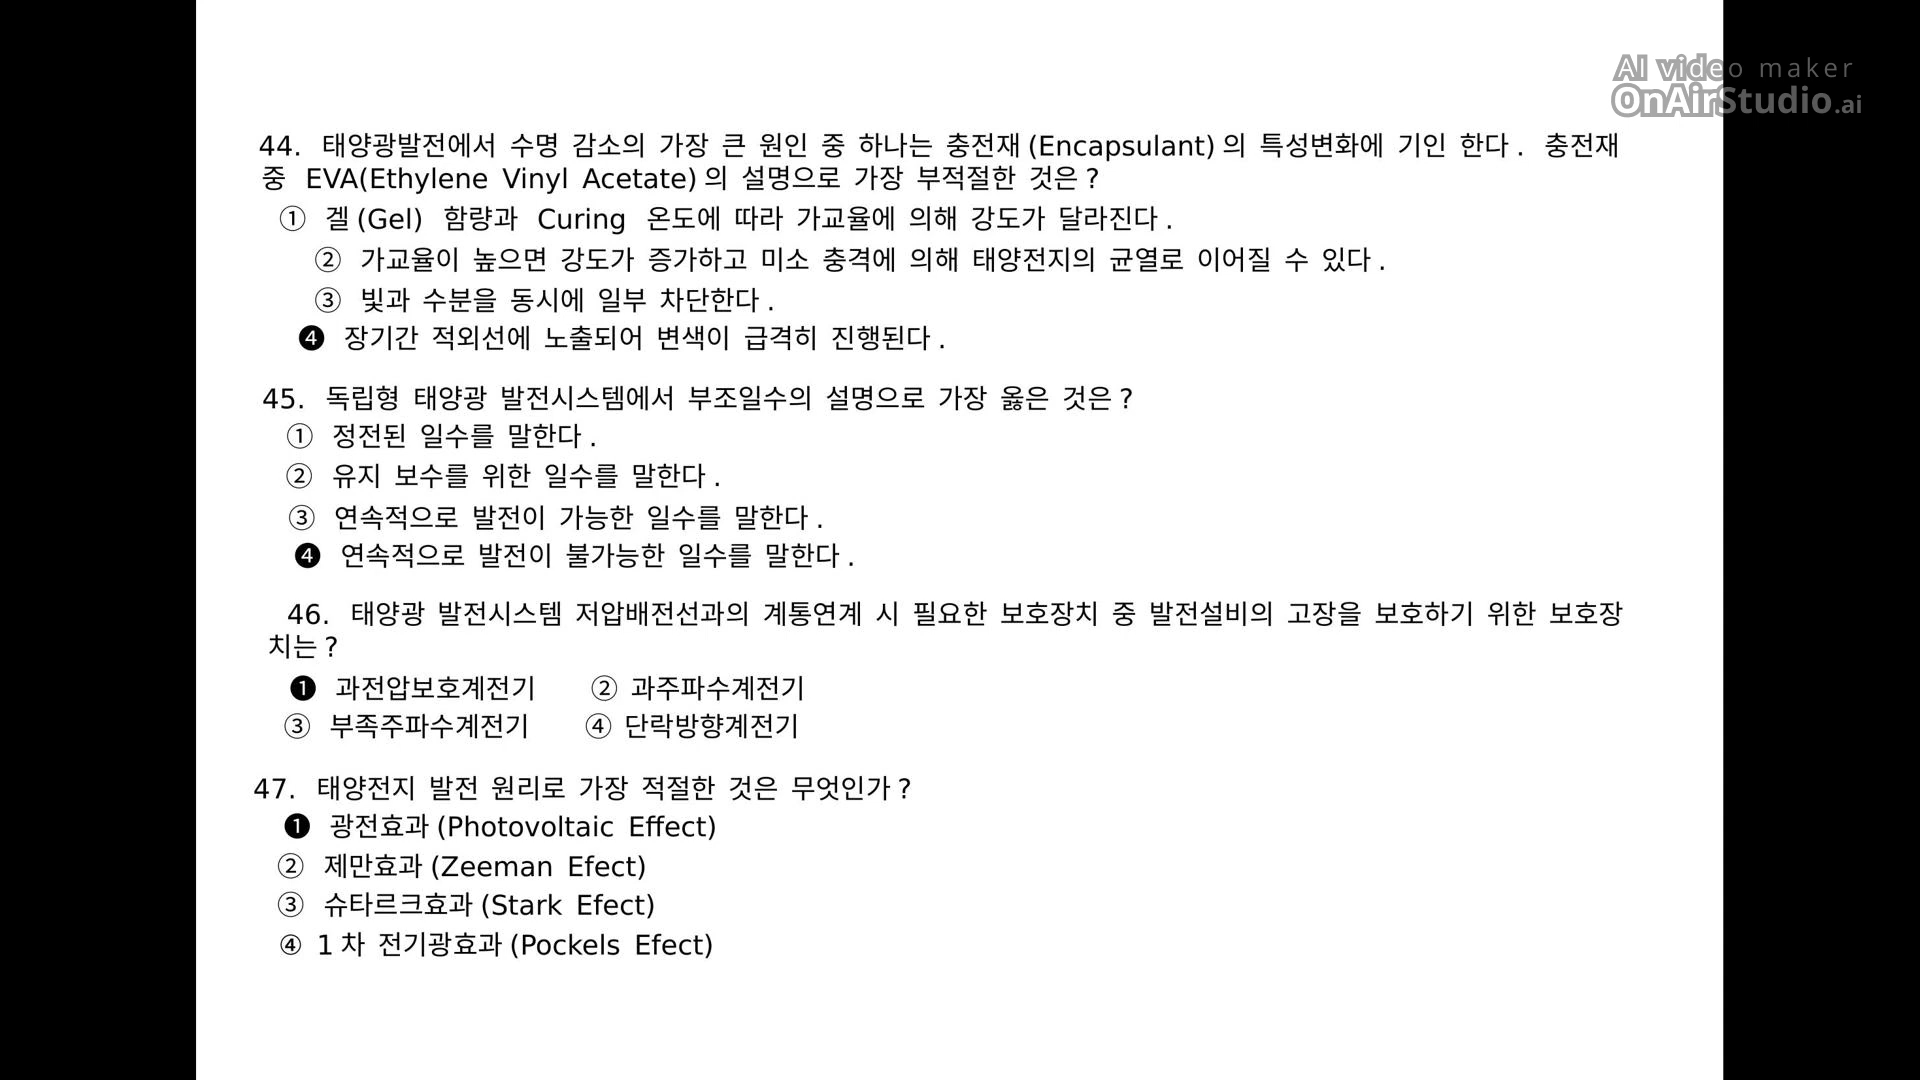 AI video maker
OnAirStudio.ai
44. 태양광발전에서 수명 감소의 가장 큰 원인 중 하나는 충전재(Encapsulant)의 특성변화에 기인 한다. 충전재
중 EVA(Ethylene Vinyl Acetate)의 설명으로 가장 부적절한 것은?
① 겔(Gel) 함량과 Curing 온도에 따라 가교율에 의해 강도가 달라진다.
② 가교율이 높으면 강도가 증가하고 미소 충격에 의해 태양전지의 균열로 이어질 수 있다.
③ 빛과 수분을 동시에 일부 차단한다.
❹ 장기간 적외선에 노출되어 변색이 급격히 진행된다.
45. 독립형 태양광 발전시스템에서 부조일수의 설명으로 가장 옳은 것은?
① 정전된 일수를 말한다.
② 유지 보수를 위한 일수를 말한다.
③ 연속적으로 발전이 가능한 일수를 말한다.
❹ 연속적으로 발전이 불가능한 일수를 말한다.
46. 태양광 발전시스템 저압배전선과의 계통연계 시 필요한 보호장치 중 발전설비의 고장을 보호하기 위한 보호장
치는?
❶ 과전압보호계전기 ② 과주파수계전기
③ 부족주파수계전기 ④ 단락방향계전기
47. 태양전지 발전 원리로 가장 적절한 것은 무엇인가?
❶ 광전효과(Photovoltaic Effect)
② 제만효과(Zeeman Efect)
③ 슈타르크효과(Stark Efect)
④ 1차 전기광효과(Pockels Efect)